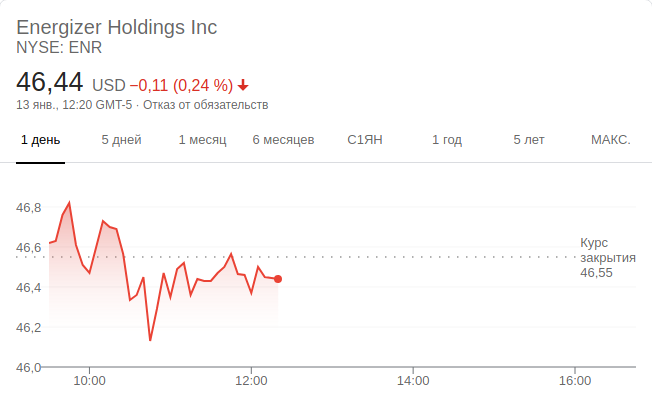 Energizer Holdings Inc
NYSE: ENR
46,44 USD −0,11 (0,24 %)
13 янв., 12:20 GMT-5 · Отказ от обязательств
1 день 5 дней 1 месяц 6 месяцев С1ЯН 1 год 5 лет МАКС.
46,8
46,6
46,4
46,2
46,0
Курс
закрытия
46,55
10:00 12:00 14:00 16:00